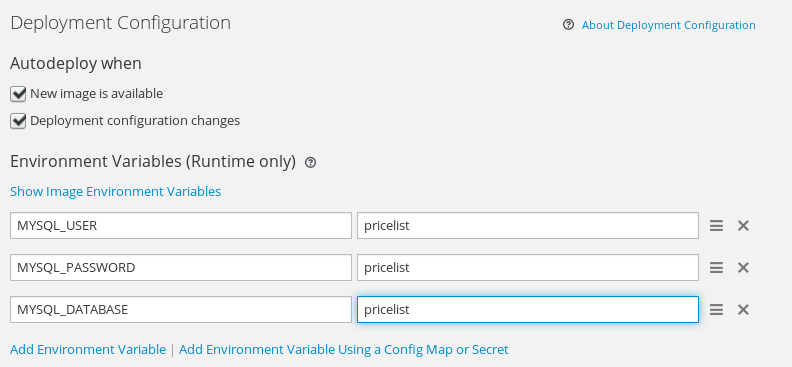 Deployment Configuration
About Deployment Configuration
Autodeploy when
New image is available
Deployment configuration changes
Environment Variables (Runtime only)
Show Image Environment Variables
MYSQL_USER pricelist
MYSQL_PASSWORD pricelist
MYSQL_DATABASE pricelist
Add Environment Variable | Add Environment Variable Using a Config Map or Secret